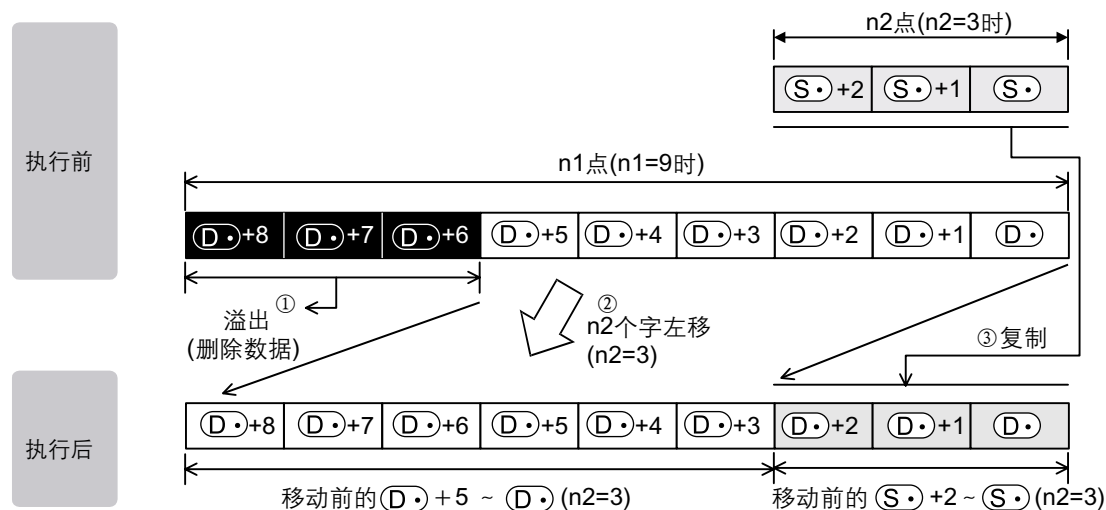 n2点(n2=3时)
S•+2 S•+1 S•
执行前
n1点(n1=9时)
D•+8 D•+7 D•+6 D•+5 D•+4 D•+3 D•+2 D•+1 D•
① 溢出
(删除数据)
②
n2个字左移
(n2=3)
③复制
执行后
D•+8 D•+7 D•+6 D•+5 D•+4 D•+3 D•+2 D•+1 D•
移动前的D•+5 ~ D•(n2=3)
移动前的S•+2~S•(n2=3)